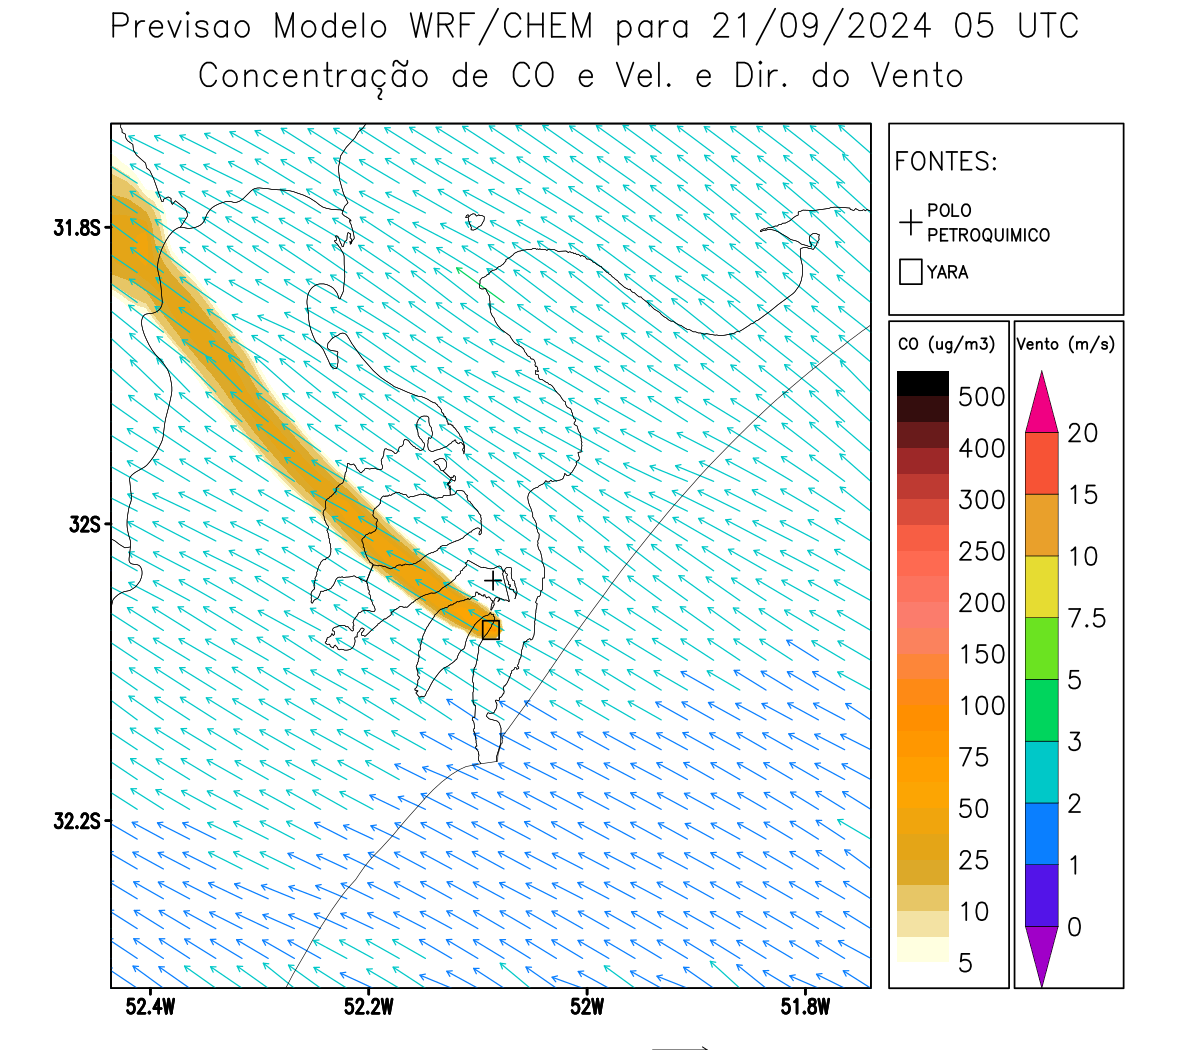 Previsao Modelo WRF/CHEM para 21/09/2024 05 UTC
Concentração de CO e Vel. e Dir. do Vento
FONTES:
POLO
PETROQUIMICO
YARA
CO (ug/m3)
500
400
300
250
200
150
100
75
50
25
10
5
Vento (m/s)
20
15
10
7.5
5
3
2
1
0
31.8S
32S
32.2S
52.4W
52.2W
52W
51.8W